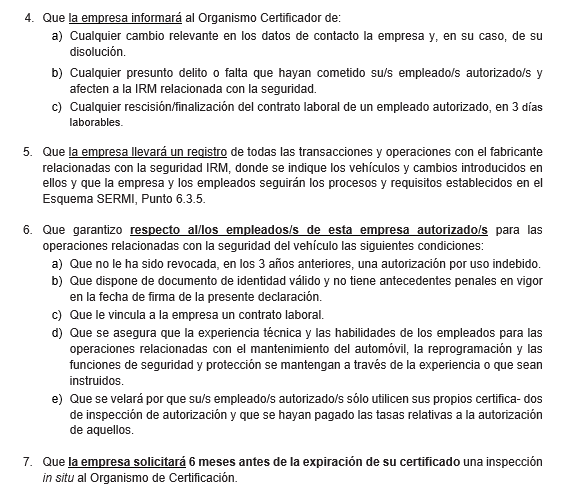 4. Que la empresa informará al Organismo Certificador de:
a) Cualquier cambio relevante en los datos de contacto la empresa y, en su caso, de su
disolución.
b) Cualquier presunto delito o falta que hayan cometido su/s empleado/s autorizado/s y
afecten a la IRM relacionada con la seguridad.
c) Cualquier rescisión/finalización del contrato laboral de un empleado autorizado, en 3 días
laborables.
5. Que la empresa llevará un registro de todas las transacciones y operaciones con el fabricante
relacionadas con la seguridad IRM, donde se indique los vehículos y cambios introducidos en
ellos y que la empresa y los empleados seguirán los procesos y requisitos establecidos en el
Esquema SERMI, Punto 6.3.5.
6. Que garantizo respecto al/los empleados/s de esta empresa autorizado/s para las
operaciones relacionadas con la seguridad del vehículo las siguientes condiciones:
a) Que no le ha sido revocada, en los 3 años anteriores, una autorización por uso indebido.
b) Que dispone de documento de identidad válido y no tiene antecedentes penales en vigor
en la fecha de firma de la presente declaración.
c) Que le vincula a la empresa un contrato laboral.
d) Que se asegura que la experiencia técnica y las habilidades de los empleados para las
operaciones relacionadas con el mantenimiento del automóvil, la reprogramación y las
funciones de seguridad y protección se mantengan a través de la experiencia o que sean
instruidos.
e) Que se velará por que su/s empleado/s autorizado/s sólo utilicen sus propios certifica- dos
de inspección de autorización y que se hayan pagado las tasas relativas a la autorización
de aquellos.
7. Que la empresa solicitará 6 meses antes de la expiración de su certificado una inspección
in situ al Organismo de Certificación.